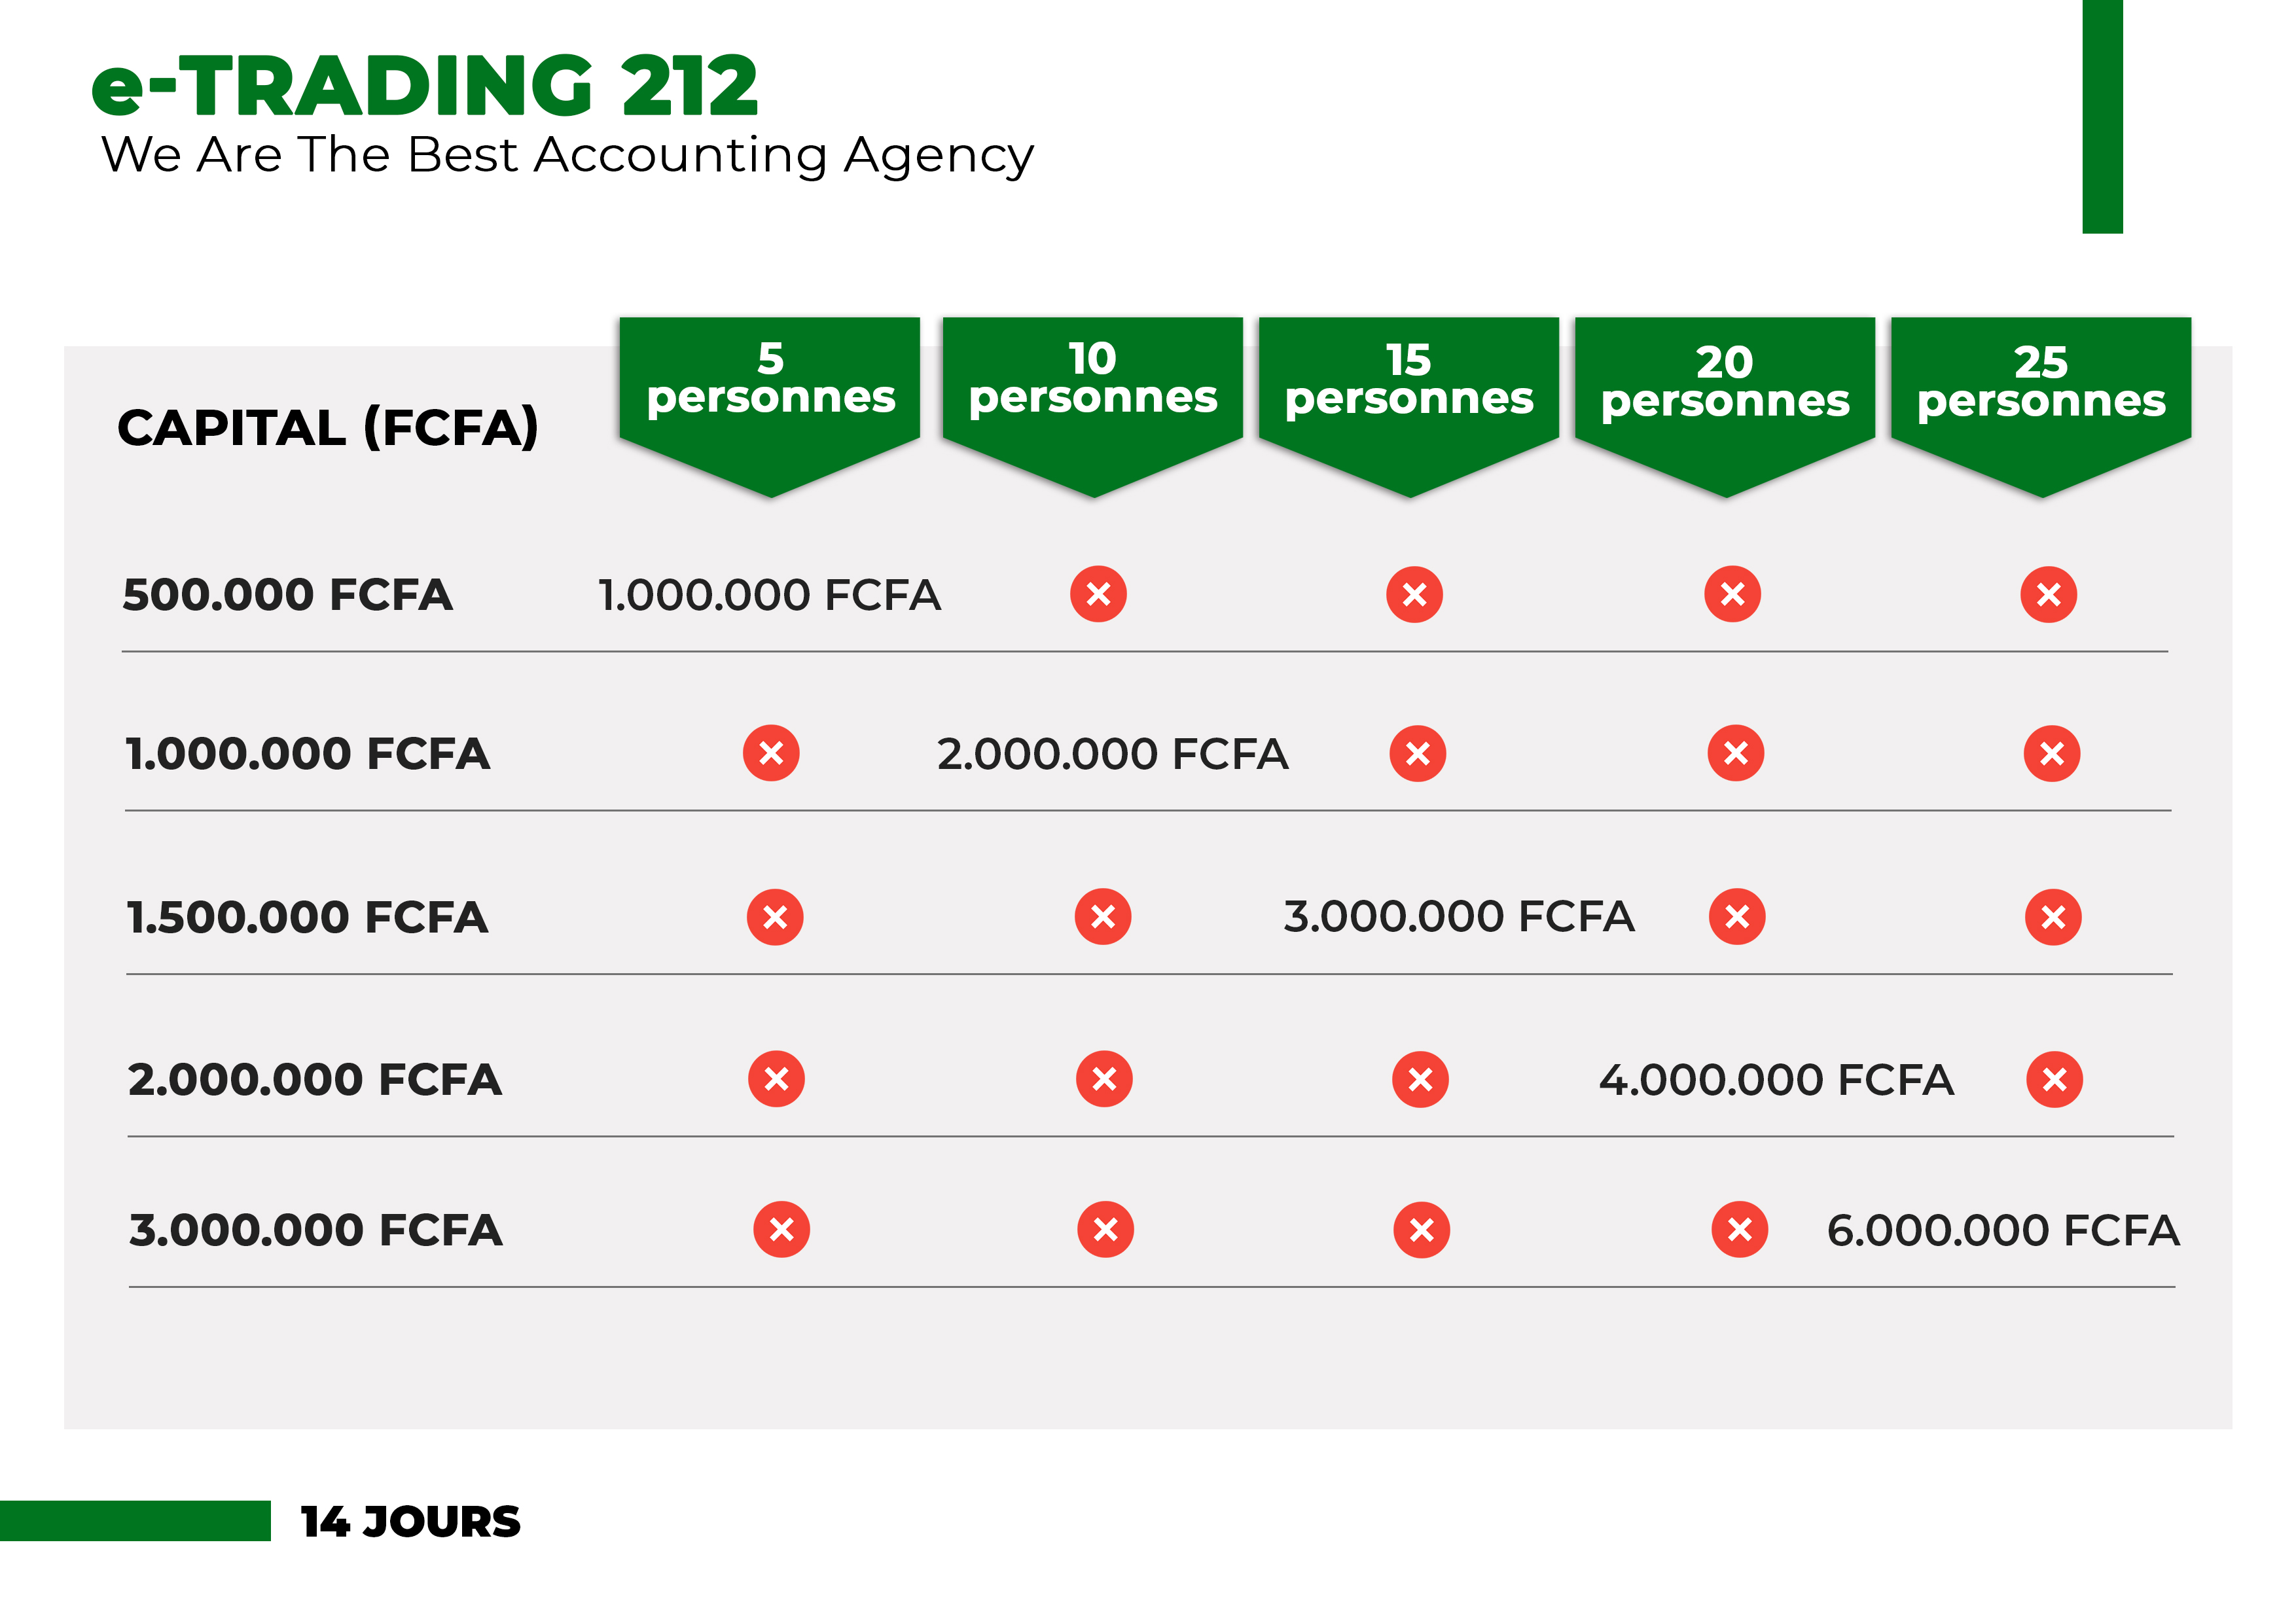 e-TRADING 212
We Are The Best Accounting Agency
CAPITAL (FCFA)
5
personnes
10
personnes
15
personnes
20
personnes
25
personnes
500.000 FCFA 1.000.000 FCFA
1.000.000 FCFA 2.000.000 FCFA
1.500.000 FCFA 3.000.000 FCFA
2.000.000 FCFA 4.000.000 FCFA
3.000.000 FCFA 6.000.000 FCFA
14 JOURS